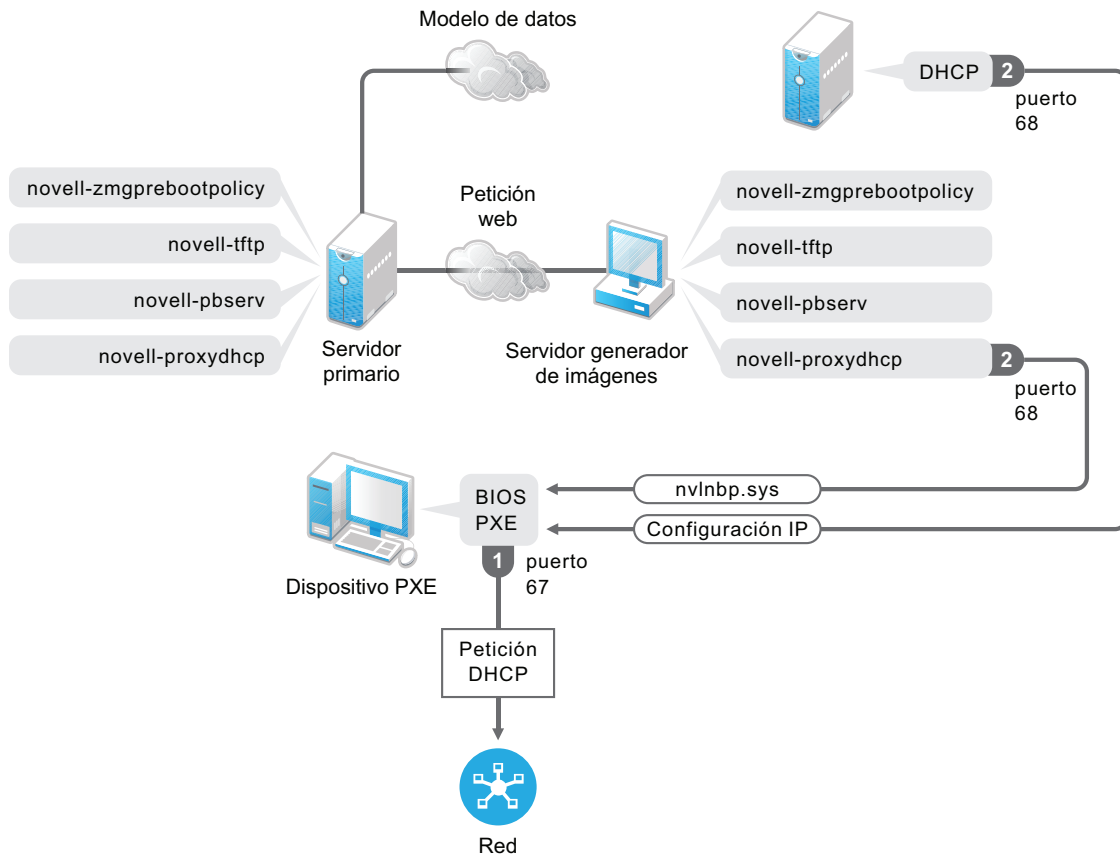 Modelo de datos
DHCP
2
puerto
68
novell-zmgprebootpolicy
novell-tftp
novell-pbserv
novell-proxydhcp
Servidor
primario
Petición
web
Servidor generador
de imágenes
novell-zmgprebootpolicy
novell-tftp
novell-pbserv
novell-proxydhcp
2
puerto
68
nvlnbp.sys
Configuración IP
BIOS
PXE
1
puerto
67
Dispositivo PXE
Petición
DHCP
Red